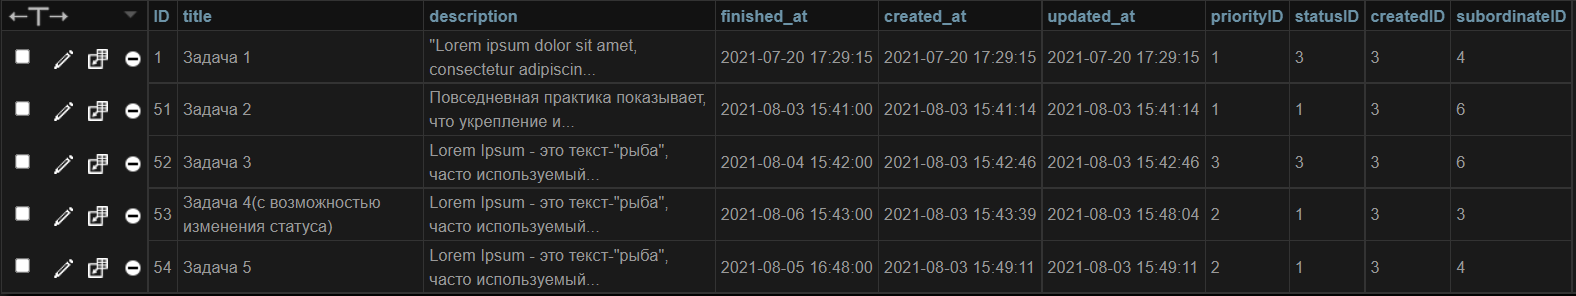 ←T→ ID title description finished_at created_at updated_at priorityID statusID createdID subordinateID
1 Задача 1 "Lorem ipsum dolor sit amet, consectetur adipiscin... 2021-07-20 17:29:15 2021-07-20 17:29:15 2021-07-20 17:29:15 1 3 3 4
51 Задача 2 Повседневная практика показывает, что укрепление и... 2021-08-03 15:41:00 2021-08-03 15:41:14 2021-08-03 15:41:14 1 1 3 6
52 Задача 3 Lorem Ipsum - это текст-"рыба", часто используемый... 2021-08-04 15:42:00 2021-08-03 15:42:46 2021-08-03 15:42:46 3 3 3 6
53 Задача 4(с возможностью изменения статуса) Lorem Ipsum - это текст-"рыба", часто используемый... 2021-08-06 15:43:00 2021-08-03 15:43:39 2021-08-03 15:48:04 2 1 3 3
54 Задача 5 Lorem Ipsum - это текст-"рыба", часто используемый... 2021-08-05 16:48:00 2021-08-03 15:49:11 2021-08-03 15:49:11 2 1 3 4